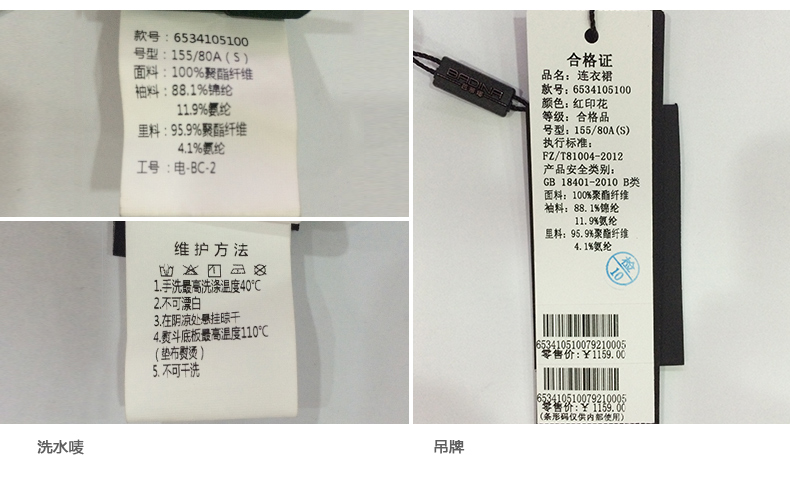 款号：6534105100
号型：155/80A（S）
面料：100%聚酯纤维
袖料：88.1%锦纶
11.9%氨纶
里料：95.9%聚酯纤维
4.1%氨纶
工号：电-BC-2
维护方法
1.手洗最高洗涤温度40℃
2.不可漂白
3.在阴凉处悬挂晾干
4.熨斗底板最高温度110℃
（垫布熨烫）
5.不可干洗
洗水唛
合格证
品名：连衣裙
款号：6534105100
颜色：红印花
等级：合格品
号型：155/80A(S)
执行标准：
FZ/T81004-2012
产品安全类别：
GB 18401-2010 B类
面料：100%聚酯纤维
袖料：88.1%锦纶
11.9%氨纶
里料：95.9%聚酯纤维
4.1%氨纶
检
10
653410510079210005
零售价：￥1159.00
653410510079210005
零售价：￥1159.00
(条形码仅供内部使用)
吊牌